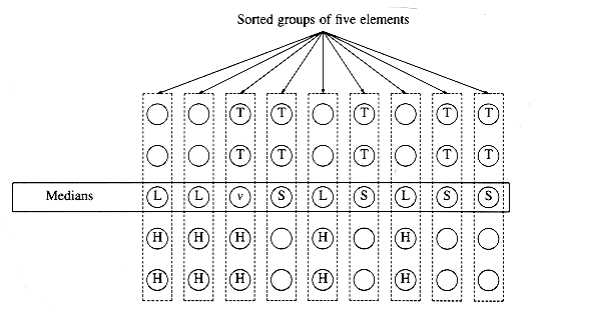 Sorted groups of five elements
T T T T T
T T T T T
Medians L L v S L S L S S
H H H H H
H H H H H